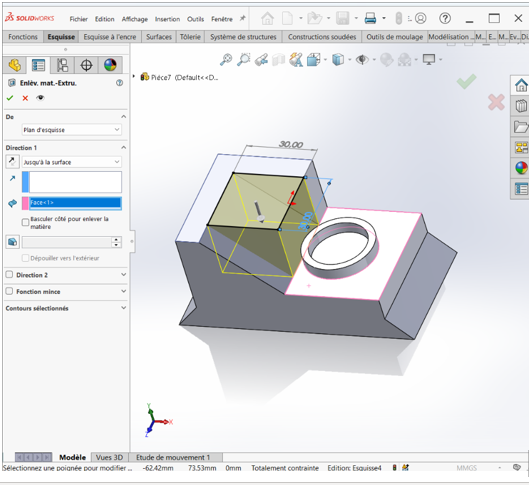 SOLIDWORKS Fichier Edition Affichage Insertion Outils Fenêtre
Fonctions Esquisse Esquisse à l'encre Surfaces Tôlerie Système de structures Constructions soudées Outils de moulage Modélisation ... M... E... M... Ev...
Pièce7 (Default<<D...
Enlèv. mat.-Extru.
De
Plan d'esquisse
Direction 1
Jusqu'à la surface
Face<1>
Basculer côté pour enlever la
matière
Dépouiller vers l'extérieur
Direction 2
Fonction mince
Contours sélectionnés
30.00
Y
X
Z
Modèle Vues 3D Etude de mouvement 1
Sélectionnez une poignée pour modifier ... -62.42mm 73.53mm 0mm Totalement contrainte Edition: Esquisse4 MMGS